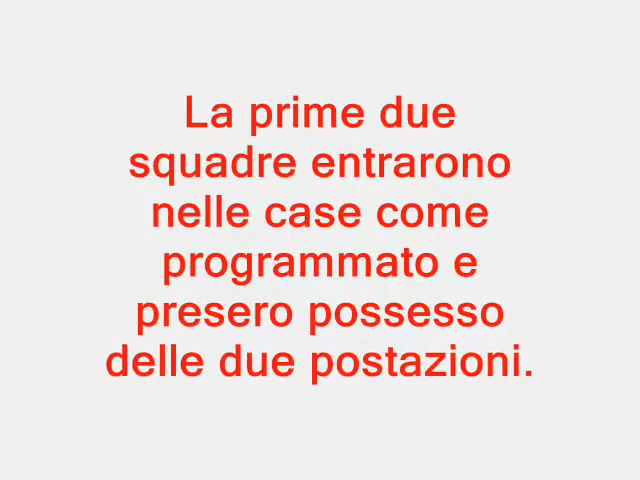 La prime due
squadre entrarono
nelle case come
programmato e
presero possesso
delle due postazioni.